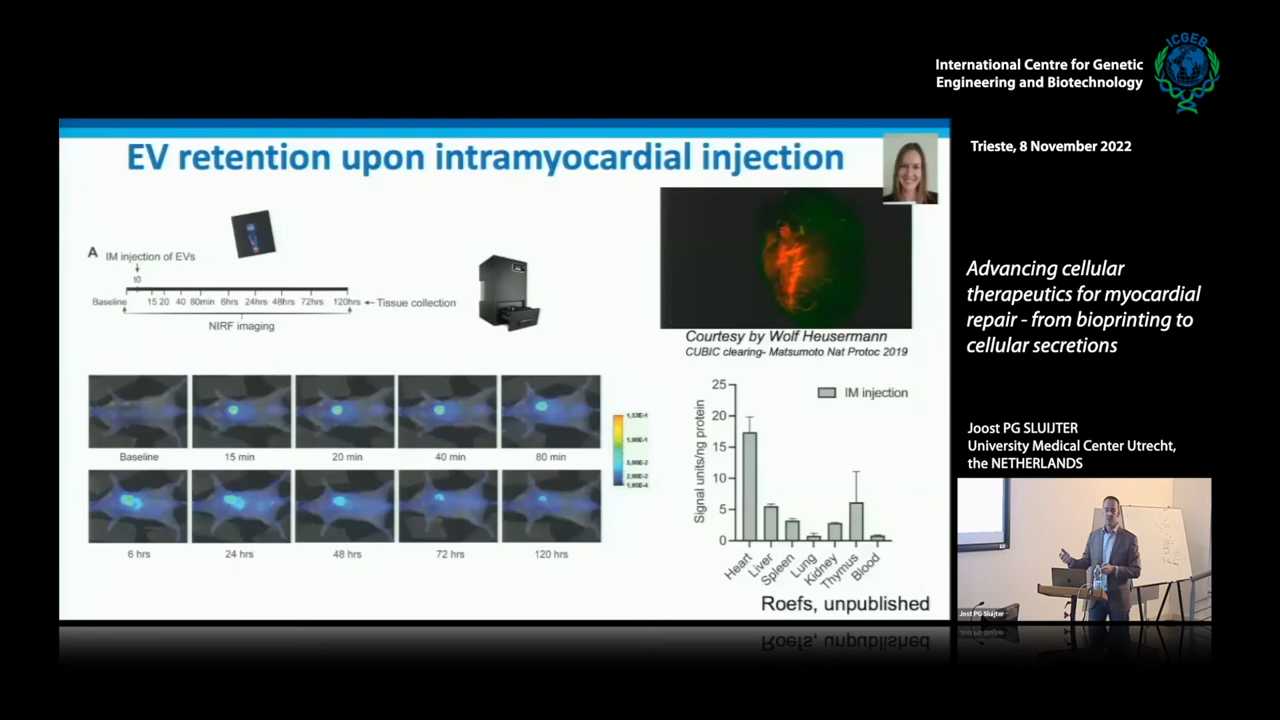 International Centre for Genetic
Engineering and Biotechnology
ICGEB
Trieste, 8 November 2022
EV retention upon intramyocardial injection
A IM injection of EVs
t0
Baseline 15 20 40 80min 6hrs 24hrs 48hrs 72hrs 120hrs ← Tissue collection
NIRF imaging
Courtesy by Wolf Heusermann
CUBIC clearing- Matsumoto Nat Protoc 2019
Baseline 15 min 20 min 40 min 80 min
6 hrs 24 hrs 48 hrs 72 hrs 120 hrs
Signal units/ng protein
25
20
15
10
5
0
IM injection
Heart Liver Spleen Lung Kidney Thymus Blood
Roefs, unpublished
Advancing cellular
therapeutics for myocardial
repair - from bioprinting to
cellular secretions
Joost PG SLUIJTER
University Medical Center Utrecht,
the NETHERLANDS
Jost PG Sluijter